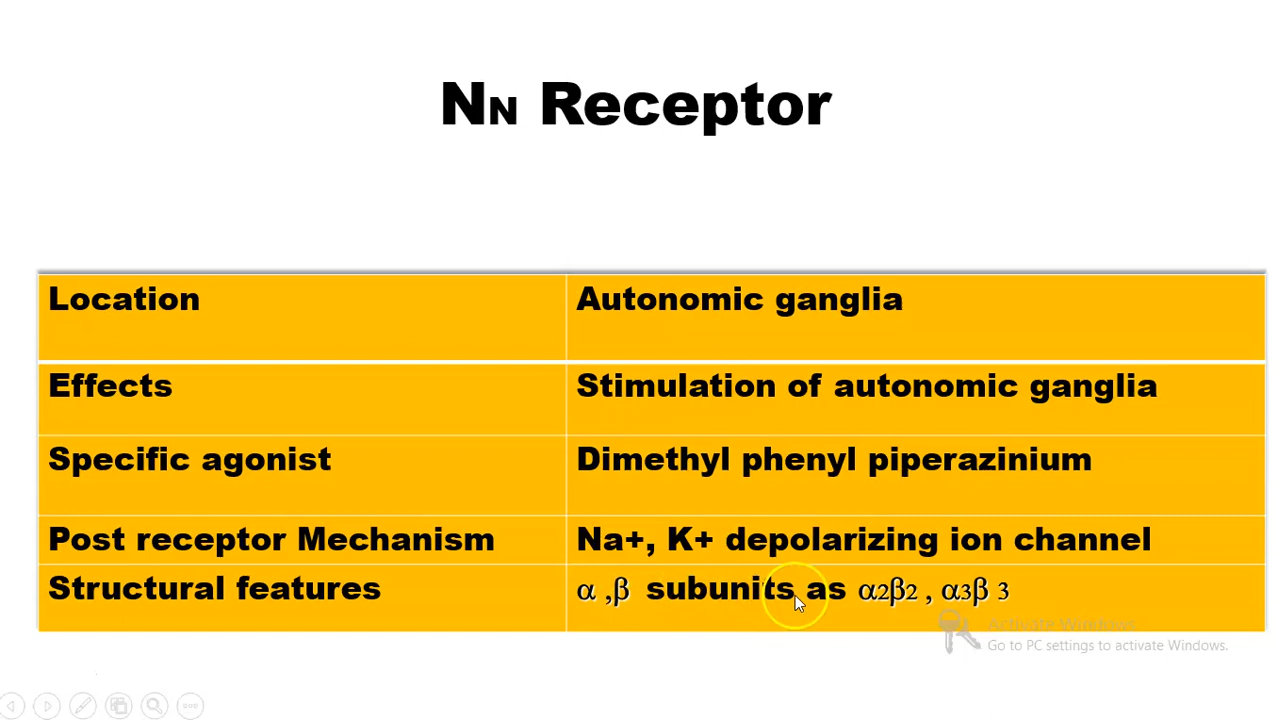 NN Receptor
Location
Autonomic ganglia
Effects
Stimulation of autonomic ganglia
Specific agonist
Dimethyl phenyl piperazinium
Post receptor Mechanism
Na+, K+ depolarizing ion channel
Structural features
α ,β subunits as α2β2 , α3β 3
Activate Windows
Go to PC settings to activate Windows.